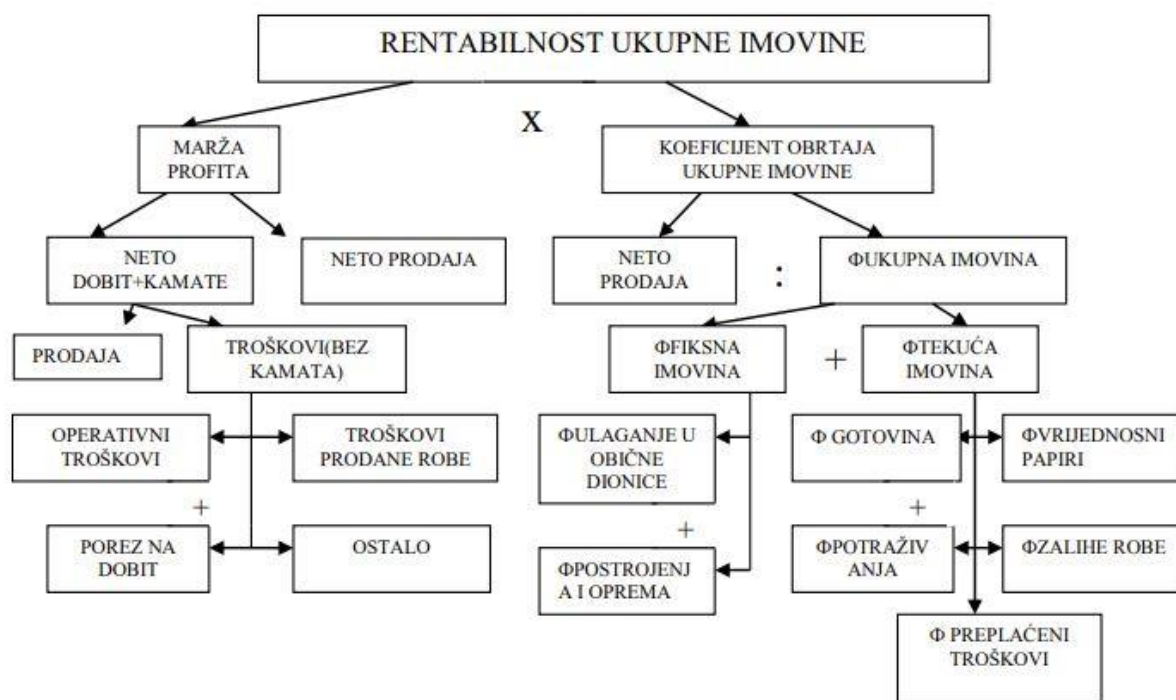 RENTABILNOST UKUPNE IMOVINE
X
MARŽA
PROFITA
KOEFICIJENT OBRTAJA
UKUPNE IMOVINE
NETO
DOBIT+KAMATE
NETO PRODAJA
NETO
PRODAJA
:
ΦUKUPNA IMOVINA
PRODAJA
TROŠKOVI(BEZ
KAMATA)
ΦFIKSNA
IMOVINA
+
ΦTEKUĆA
IMOVINA
OPERATIVNI
TROŠKOVI
TROŠKOVI
PRODANE ROBE
ΦULAGANJE U
OBIČNE
DIONICE
Φ GOTOVINA
ΦVRIJEDNOSNI
PAPIRI
+
+
+
POREZ NA
DOBIT
OSTALO
ΦPOSTROJENJ
A I OPREMA
ΦPOTRAŽIV
ANJA
ΦZALIHE ROBE
Φ PREPLAĆENI
TROŠKOVI